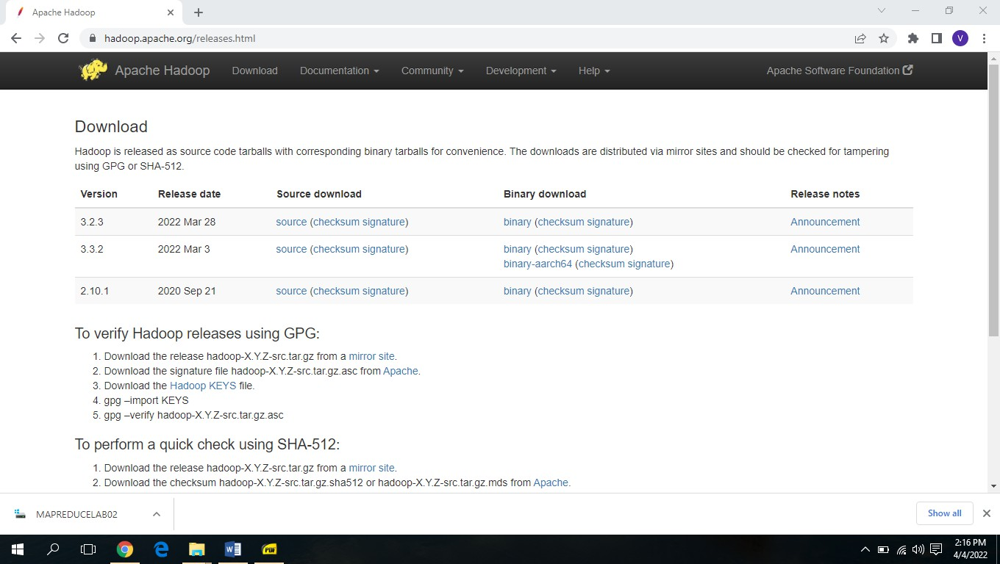 Apache Hadoop
hadoop.apache.org/releases.html
V
Apache Hadoop Download Documentation Community Development Help Apache Software Foundation
Download
Hadoop is released as source code tarballs with corresponding binary tarballs for convenience. The downloads are distributed via mirror sites and should be checked for tampering
using GPG or SHA-512.
Version Release date Source download Binary download Release notes
3.2.3 2022 Mar 28 source (checksum signature) binary (checksum signature) Announcement
3.3.2 2022 Mar 3 source (checksum signature) binary (checksum signature) Announcement
binary-aarch64 (checksum signature)
2.10.1 2020 Sep 21 source (checksum signature) binary (checksum signature) Announcement
To verify Hadoop releases using GPG:
1. Download the release hadoop-X.Y.Z-src.tar.gz from a mirror site.
2. Download the signature file hadoop-X.Y.Z-src.tar.gz.asc from Apache.
3. Download the Hadoop KEYS file.
4. gpg –import KEYS
5. gpg –verify hadoop-X.Y.Z-src.tar.gz.asc
To perform a quick check using SHA-512:
1. Download the release hadoop-X.Y.Z-src.tar.gz from a mirror site.
2. Download the checksum hadoop-X.Y.Z-src.tar.gz.sha512 or hadoop-X.Y.Z-src.tar.gz.mds from Apache.
MAPREDUCELAB02 Show all
W PDF 2:16 PM
4/4/2022